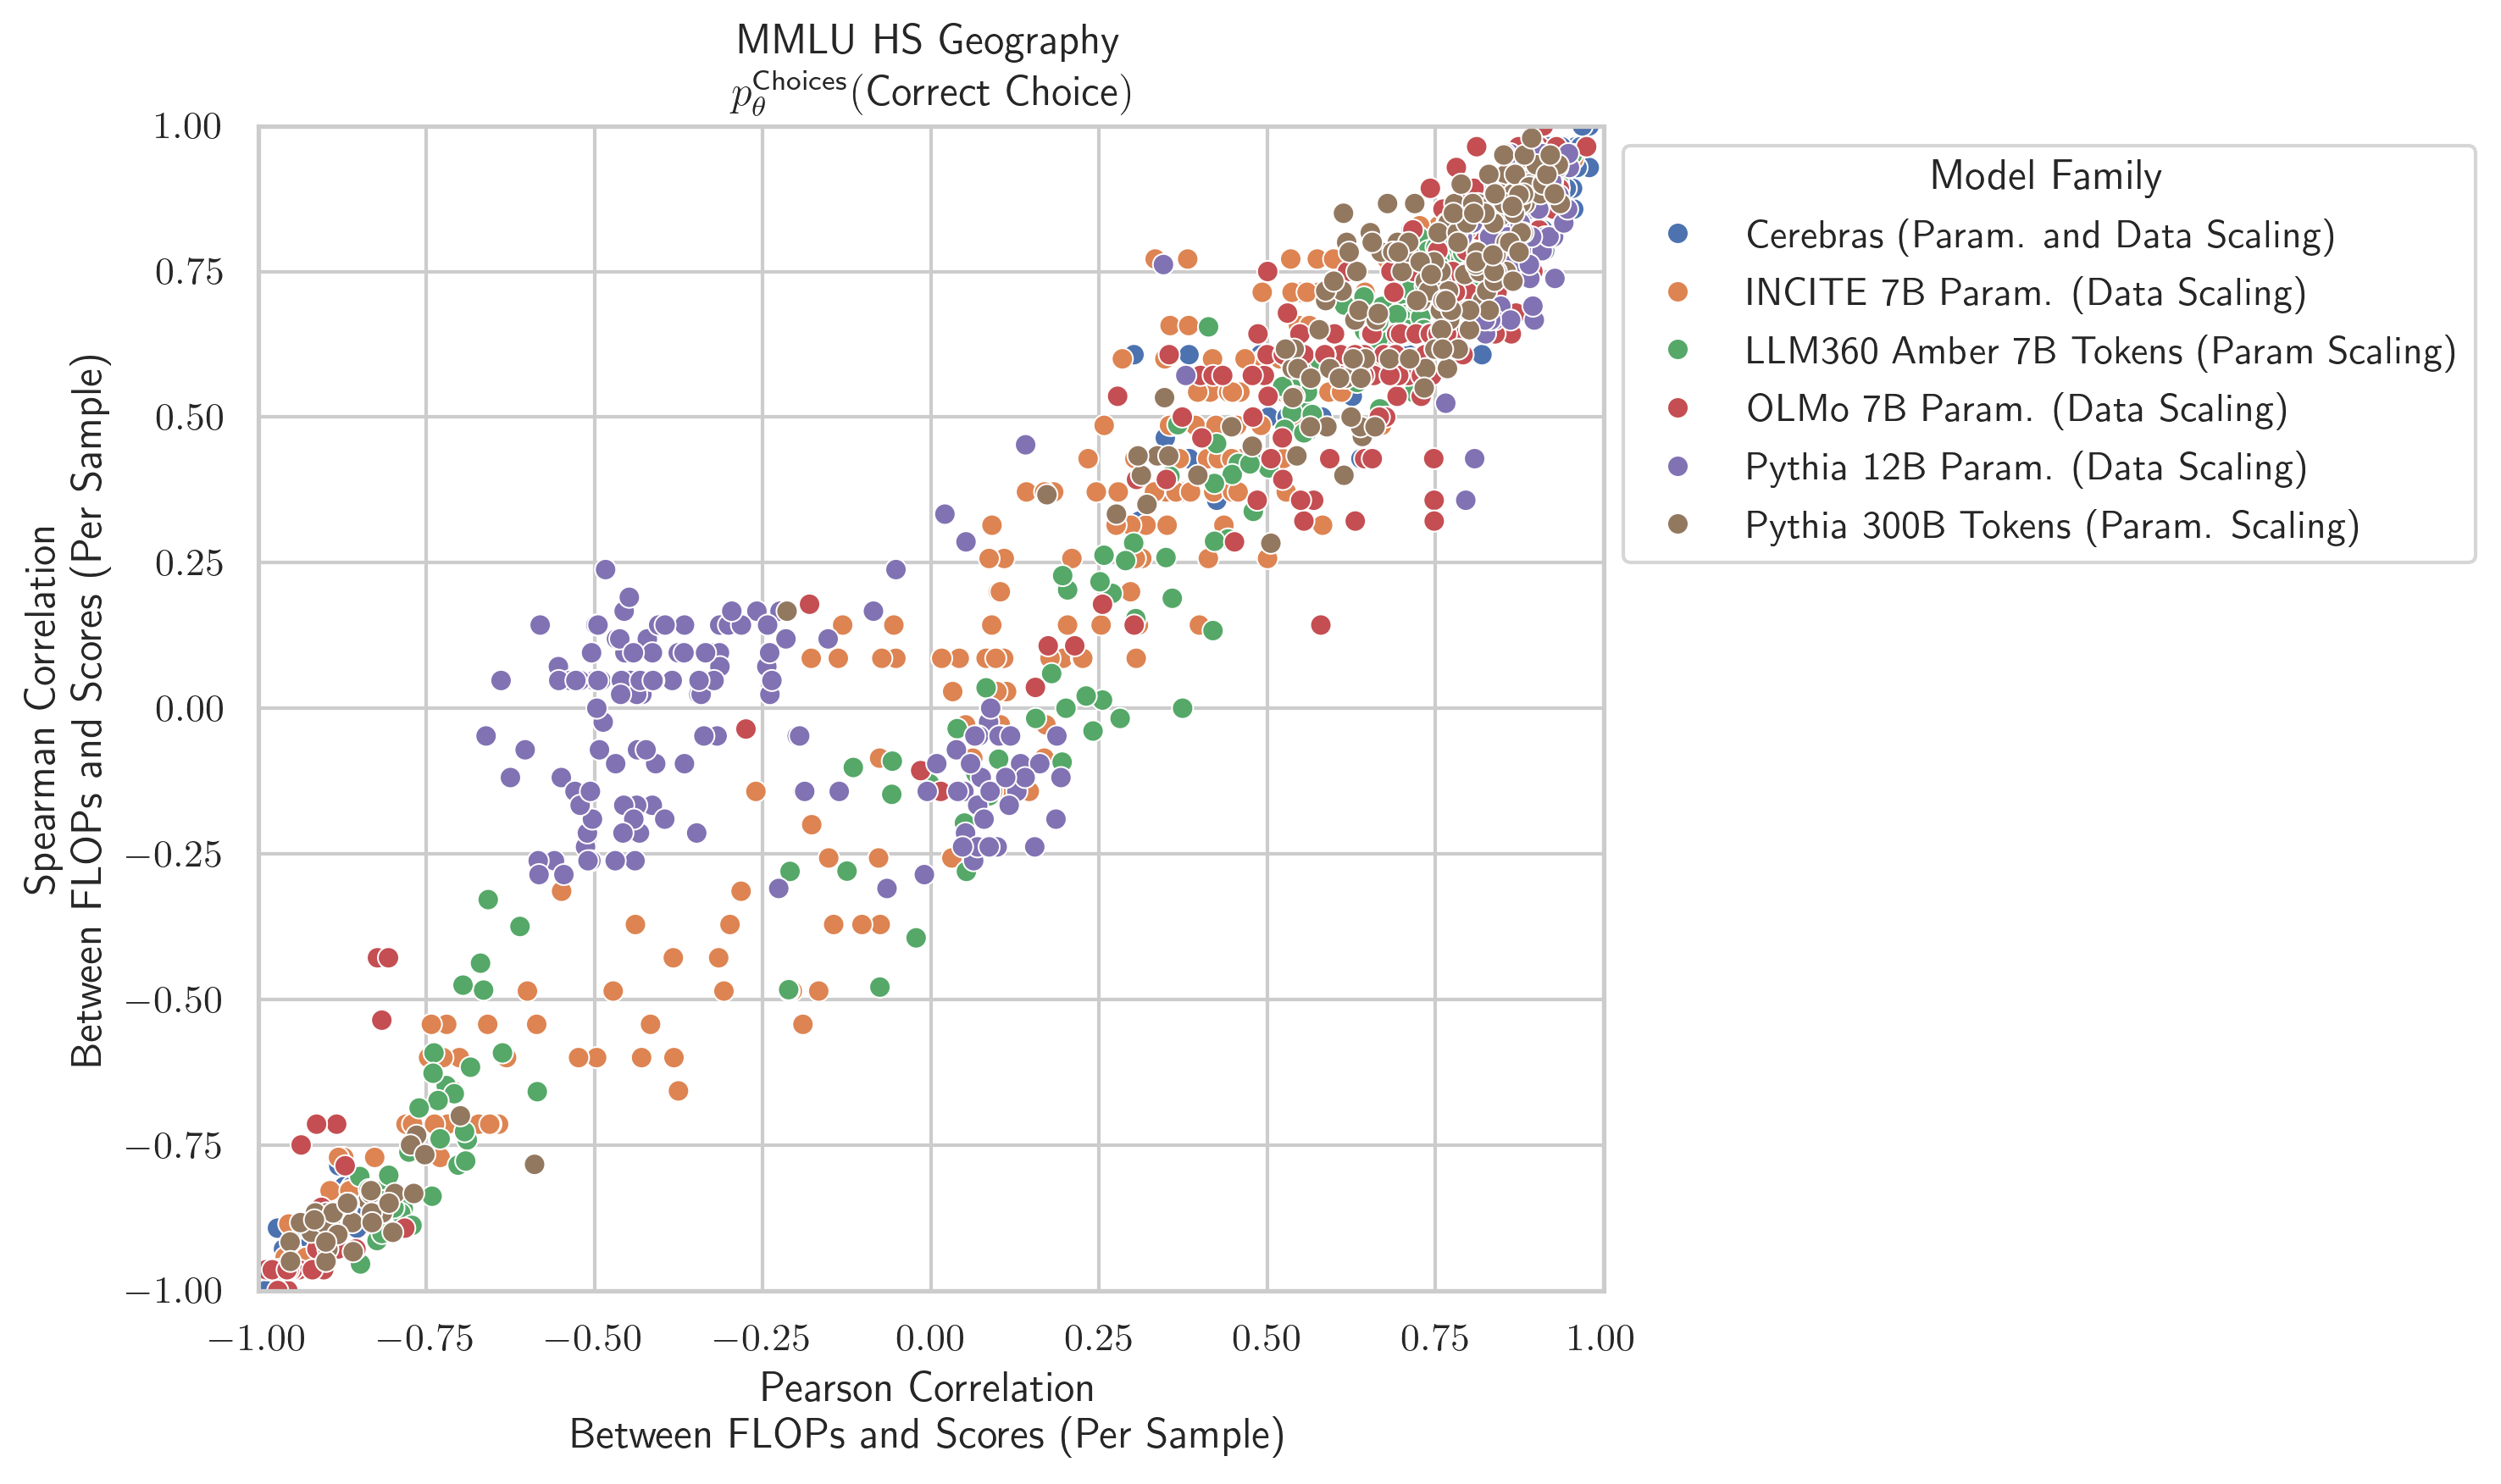 MMLU HS Geography
p_θ^Choices(Correct Choice)
Spearman Correlation
Between FLOPs and Scores (Per Sample)
1.00
0.75
0.50
0.25
0.00
−0.25
−0.50
−0.75
−1.00
−1.00 −0.75 −0.50 −0.25 0.00 0.25 0.50 0.75 1.00
Pearson Correlation
Between FLOPs and Scores (Per Sample)
Model Family
Cerebras (Param. and Data Scaling)
INCITE 7B Param. (Data Scaling)
LLM360 Amber 7B Tokens (Param Scaling)
OLMo 7B Param. (Data Scaling)
Pythia 12B Param. (Data Scaling)
Pythia 300B Tokens (Param. Scaling)